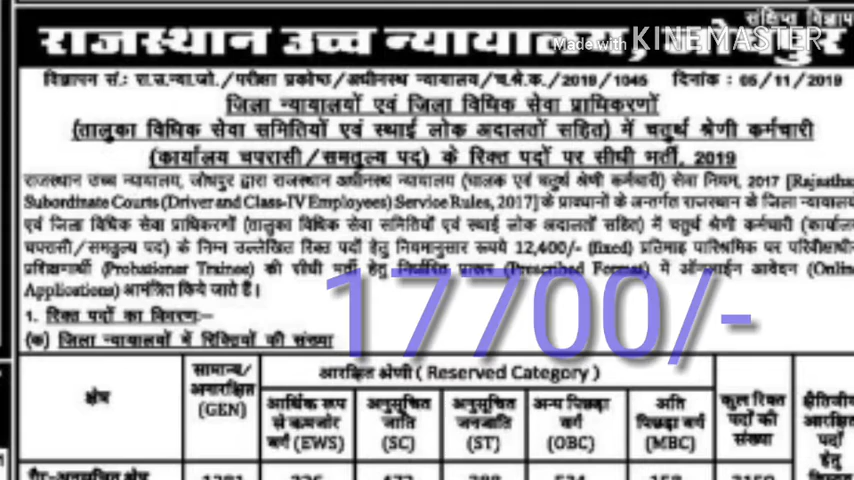 संक्षिप्त विज्ञाप
राजस्थान उच्च न्यायालय, जोधपुर
Made with KINEMASTER
विज्ञापन सं.: रा.उ.न्या.जो./परीक्षा प्रकोष्ठ/अधीनस्थ न्यायालय/च.श्रे.क./2019/1045 दिनांक : 05/11/2019
जिला न्यायालयों एवं जिला विधिक सेवा प्राधिकरणों
(तालुका विधिक सेवा समितियों एवं स्थाई लोक अदालतों सहित) में चतुर्थ श्रेणी कर्मचारी
(कार्यालय चपरासी/समतुल्य पद) के रिक्त पदों पर सीधी भर्ती, 2019
राजस्थान उच्च न्यायालय, जोधपुर द्वारा राजस्थान अधीनस्थ न्यायालय (चालक एवं चतुर्थ श्रेणी कर्मचारी) सेवा नियम, 2017 [Rajasthan
Subordinate Courts (Driver and Class-IV Employees) Service Rules, 2017] के प्रावधानों के अन्तर्गत राजस्थान के जिला न्यायालयों
एवं जिला विधिक सेवा प्राधिकरणों (तालुका विधिक सेवा समितियों एवं स्थाई लोक अदालतों सहित) में चतुर्थ श्रेणी कर्मचारी (कार्यालय
चपरासी/समतुल्य पद) के निम्न उल्लेखित रिक्त पदों हेतु नियमानुसार रूपये 12,400/- (fixed) प्रतिमाह पारिश्रमिक पर परिवीक्षाधीन
प्रशिक्षणार्थी (Probationer Trainee) की सीधी भर्ती हेतु निर्धारित प्रारूप (Prescribed Format) में ऑनलाईन आवेदन (Online
Applications) आमंत्रित किये जाते है।
17700/-
1. रिक्त पदों का विवरण:-
(क) जिला न्यायालयों में रिक्तियों की संख्या
क्षेत्र
सामान्य/
अनारक्षित
(GEN)
आरक्षित श्रेणी ( Reserved Category )
आर्थिक रूप
से कमजोर
वर्ग (EWS)
अनुसूचित
जाति
(SC)
अनुसूचित
जनजाति
(ST)
अन्य पिछड़ा
वर्ग
(OBC)
अति
पिछड़ा वर्ग
(MBC)
कुल रिक्त
पदों की
संख्या
क्षैतिजीय
आरक्षित
पदों
हेतु
गैर-अनुसूचित क्षेत्र